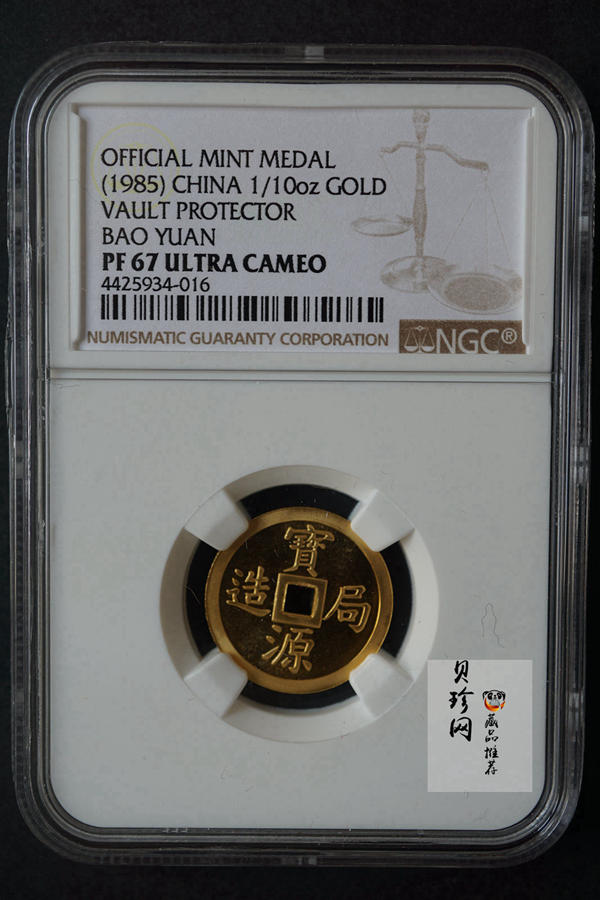 OFFICIAL MINT MEDAL
(1985) CHINA 1/10oz GOLD
VAULT PROTECTOR
BAO YUAN
PF 67 ULTRA CAMEO
4425934-016
NUMISMATIC GUARANTY CORPORATION
NGC®
寶
源
局
造
贝珍网
藏品推荐